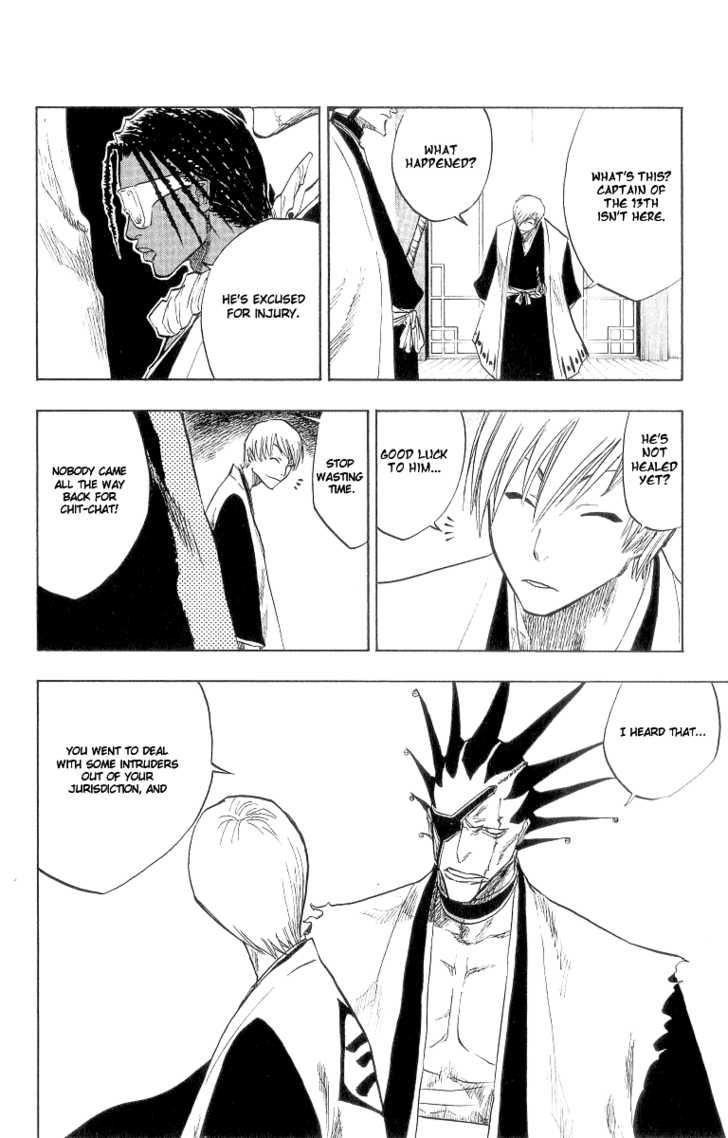 WHAT'S THIS?
CAPTAIN OF
THE 13TH
ISN'T HERE.
WHAT
HAPPENED?
HE'S EXCUSED
FOR INJURY.
HE'S
NOT
HEALED
YET?
GOOD LUCK
TO HIM...
STOP
WASTING
TIME.
NOBODY CAME
ALL THE WAY
BACK FOR
CHIT-CHAT!
I HEARD THAT...
YOU WENT TO DEAL
WITH SOME INTRUDERS
OUT OF YOUR
JURISDICTION, AND
三